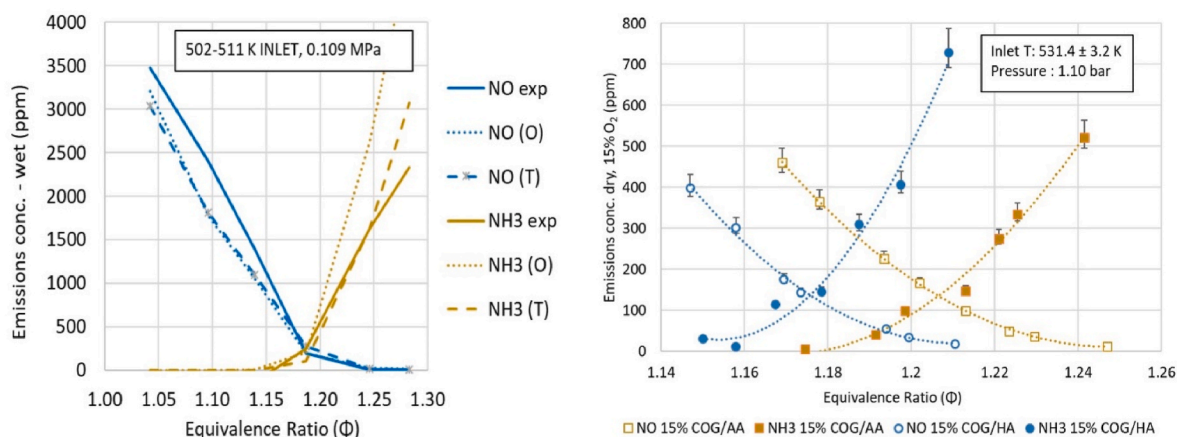 4000
3500
3000
2500
2000
1500
1000
500
0
Emissions conc. - wet (ppm)
502-511 K INLET, 0.109 MPa
1.00 1.05 1.10 1.15 1.20 1.25 1.30
Equivalence Ratio (Φ)
NO exp
NO (O)
NO (T)
NH3 exp
NH3 (O)
NH3 (T)
800
700
600
500
400
300
200
100
0
Emissions conc. dry, 15% O₂ (ppm)
Inlet T: 531.4 ± 3.2 K
Pressure : 1.10 bar
1.14 1.16 1.18 1.2 1.22 1.24 1.26
Equivalence Ratio (Φ)
NO 15% COG/AA NH3 15% COG/AA NO 15% COG/HA NH3 15% COG/HA